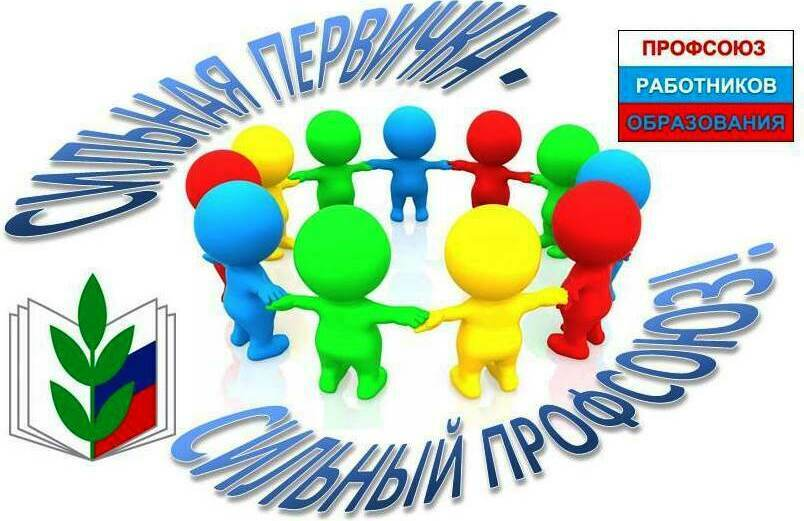 СИЛЬНАЯ ПЕРВИЧКА -
СИЛЬНЫЙ ПРОФСОЮЗ!
ПРОФСОЮЗ
РАБОТНИКОВ
ОБРАЗОВАНИЯ